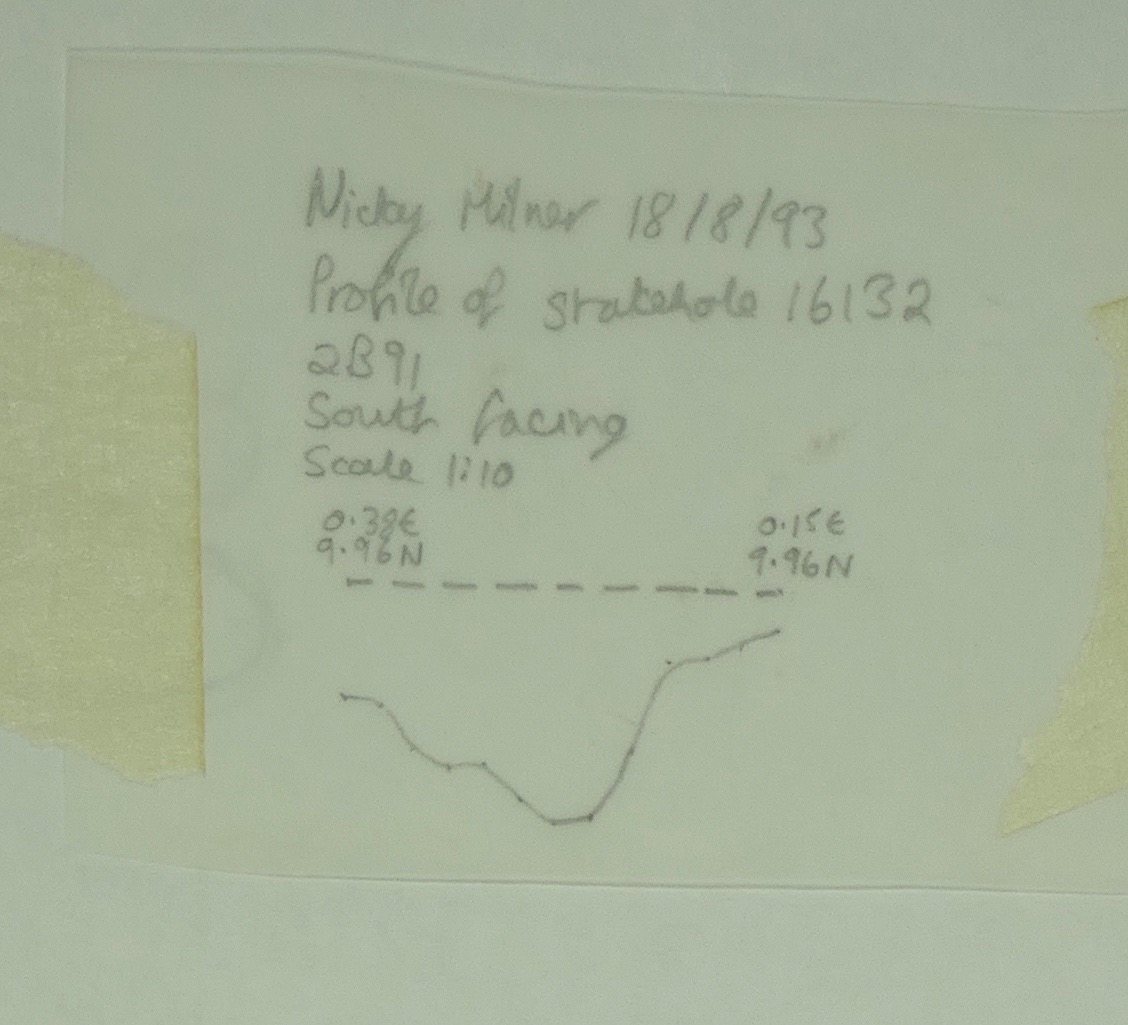 Nicky Milner 18/8/93
Profile of stakehole 16132
2B91
South facing
Scale 1:10
0.38E 0.15E
9.96N 9.96N